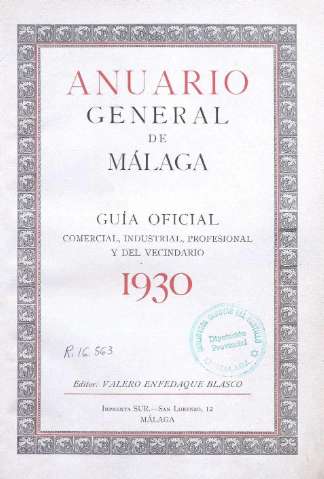 ANUARIO
GENERAL
DE
MÁLAGA
GUÍA OFICIAL
COMERCIAL, INDUSTRIAL, PROFESIONAL
Y DEL VECINDARIO
1930
R. 16.563
Diputación
Provincial
MÁLAGA
Editor: VALERO ENFEDAQUE BLASCO
IMPRENTA SUR.—SAN LORENZO, 12
MÁLAGA